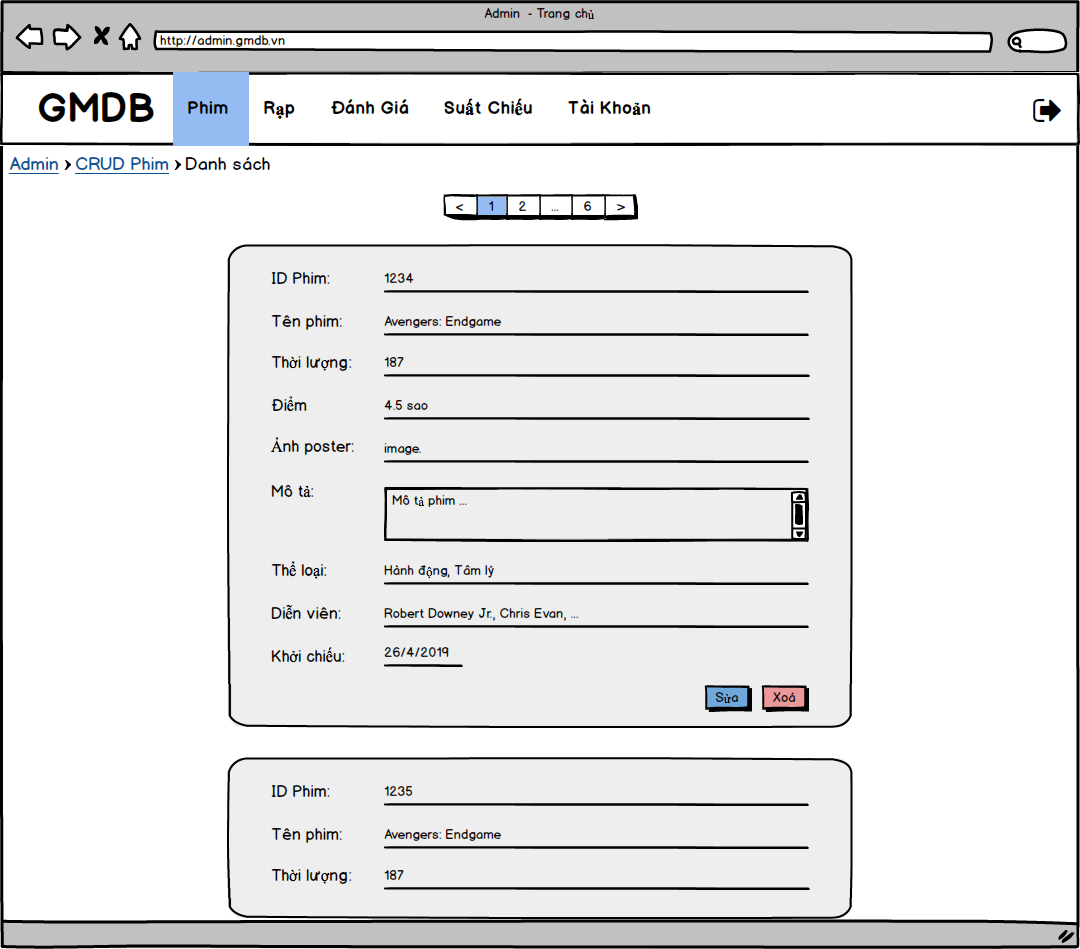 Admin - Trang chủ
http://admin.gmdb.vn
GMDB Phim Rạp Đánh Giá Suất Chiếu Tài Khoản
Admin > CRUD Phim > Danh sách
< 1 2 ... 6 >
ID Phim: 1234
Tên phim: Avengers: Endgame
Thời lượng: 187
Điểm 4.5 sao
Ảnh poster: image.
Mô tả: Mô tả phim ...
Thể loại: Hành động, Tâm lý
Diễn viên: Robert Downey Jr., Chris Evan, ...
Khởi chiếu: 26/4/2019
Sửa Xoá
ID Phim: 1235
Tên phim: Avengers: Endgame
Thời lượng: 187